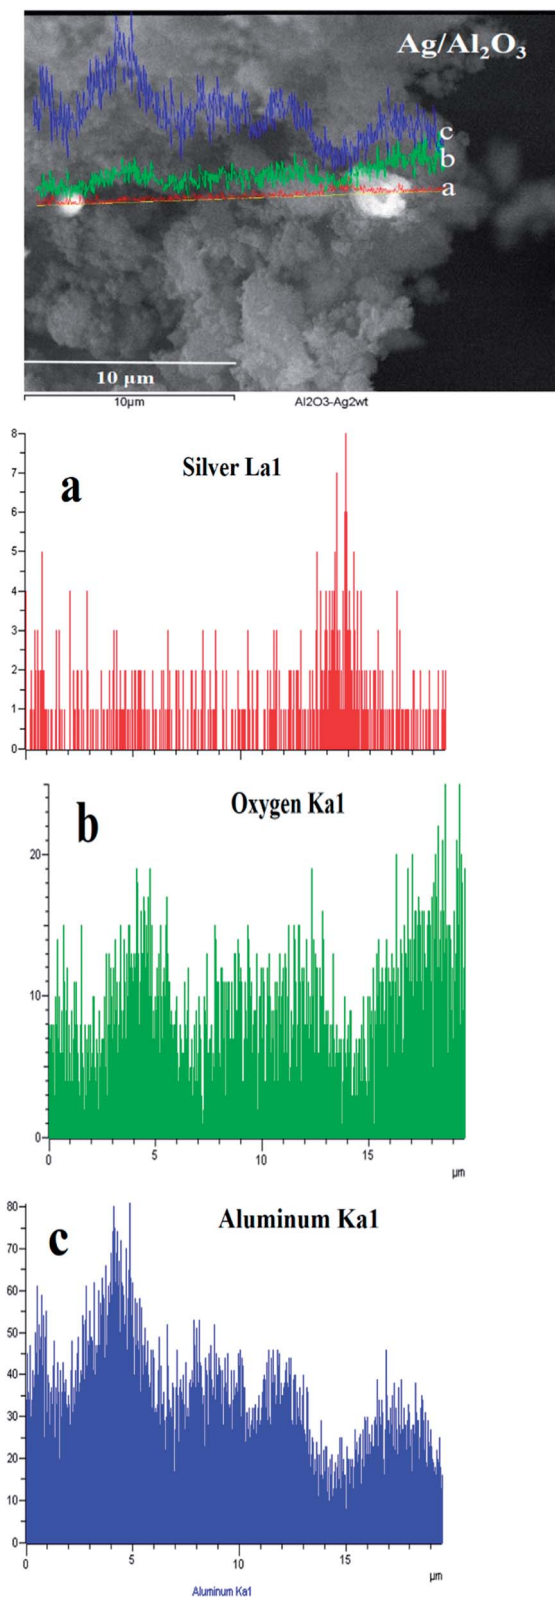 Ag/Al₂O₃
c
b
a
10 µm
10µm
Al2O3-Ag2wt
8
7
6
5
4
3
2
1
0
a
Silver La1
20
10
0
b
Oxygen Ka1
0 5 10 15
µm
80
70
60
50
40
30
20
10
0
c
Aluminum Ka1
0 5 10 15
µm
Aluminum Ka1